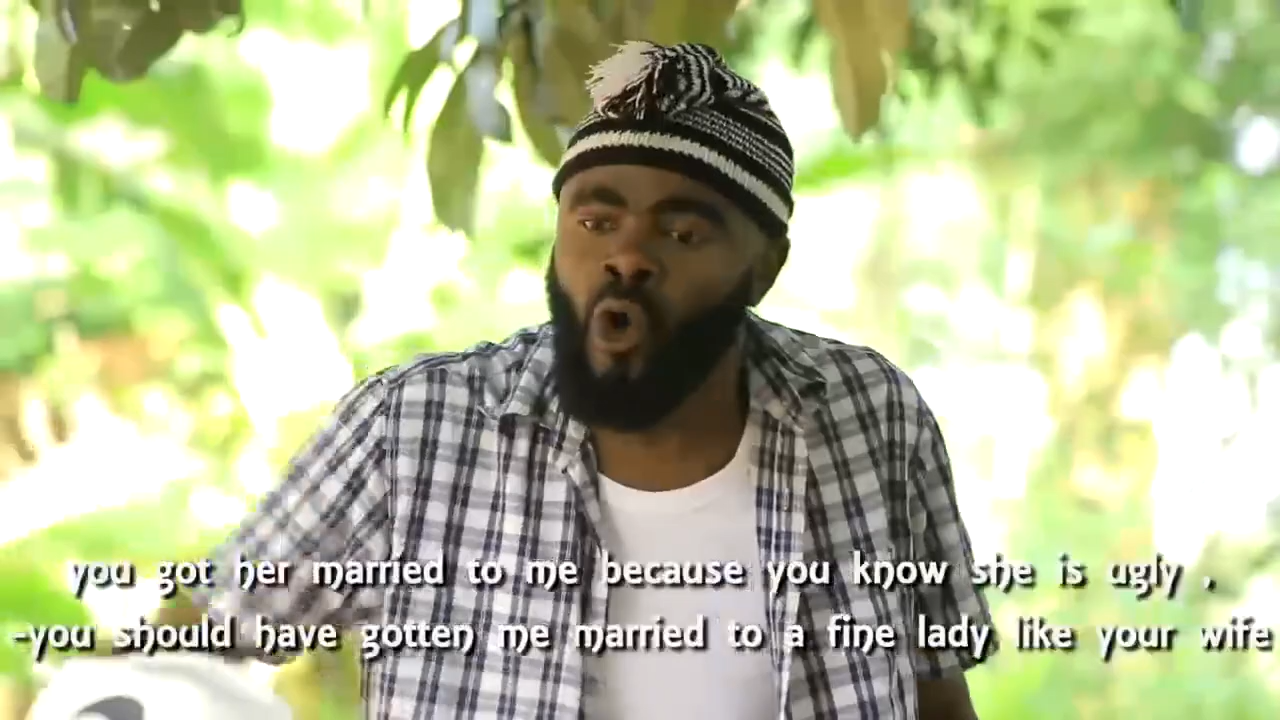 you got her married to me because you know she is ugly .
-you should have gotten me married to a fine lady like your wife